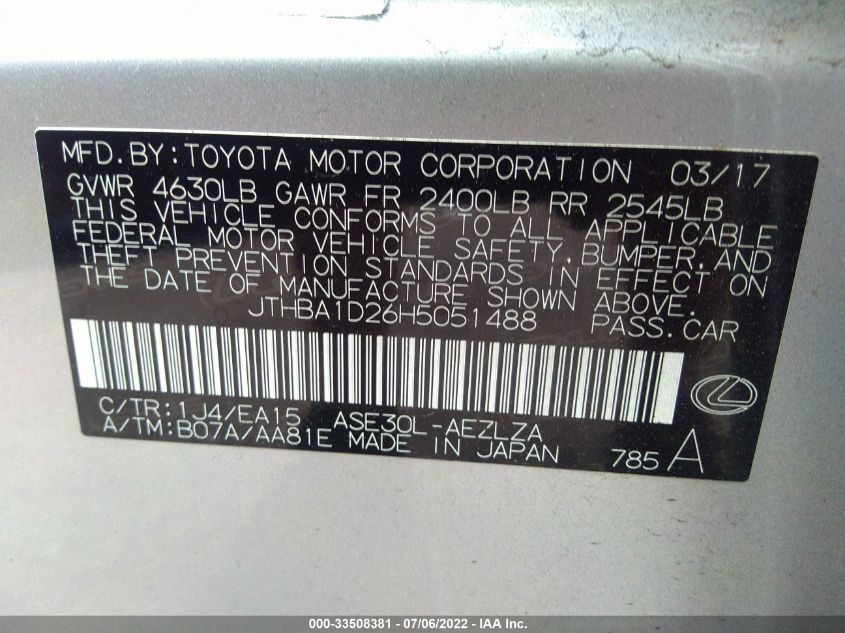 MFD.BY:TOYOTA MOTOR CORPORATION 03/17
GVWR 4630LB GAWR FR 2400LB RR 2545LB
THIS VEHICLE CONFORMS TO ALL APPLICABLE
FEDERAL MOTOR VEHICLE SAFETY,BUMPER,AND
THEFT PREVENTION STANDARDS IN EFFECT ON
THE DATE OF MANUFACTURE SHOWN ABOVE.
JTHBA1D26H5051488 PASS.CAR
C/TR:1J4/EA15 ASE30L-AEZLZA
A/TM:B07A/AA81E MADE IN JAPAN 785 A
000-33508381 - 07/06/2022 - IAA Inc.